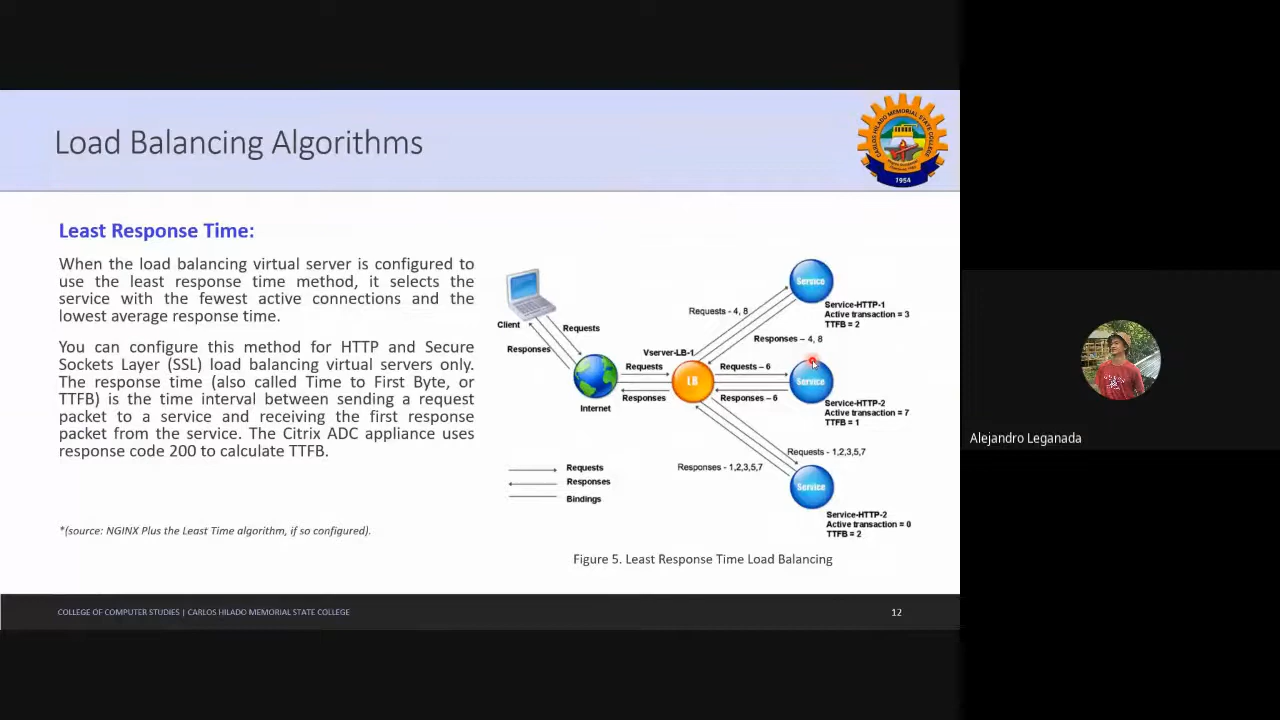 Load Balancing Algorithms
CARLOS HILADO MEMORIAL STATE COLLEGE
1954
Least Response Time:
When the load balancing virtual server is configured to
use the least response time method, it selects the
service with the fewest active connections and the
lowest average response time.
You can configure this method for HTTP and Secure
Sockets Layer (SSL) load balancing virtual servers only.
The response time (also called Time to First Byte, or
TTFB) is the time interval between sending a request
packet to a service and receiving the first response
packet from the service. The Citrix ADC appliance uses
response code 200 to calculate TTFB.
*(source: NGINX Plus the Least Time algorithm, if so configured).
Client
Requests
Responses
Internet
Requests
Responses
Vserver-LB-1
LB
Requests - 4, 8
Responses – 4, 8
Requests – 6
Responses – 6
Requests - 1,2,3,5,7
Responses - 1,2,3,5,7
Service
Service-HTTP-1
Active transaction = 3
TTFB = 2
Service
Service-HTTP-2
Active transaction = 7
TTFB = 1
Service
Service-HTTP-2
Active transaction = 0
TTFB = 2
Requests
Responses
Bindings
Figure 5. Least Response Time Load Balancing
COLLEGE OF COMPUTER STUDIES | CARLOS HILADO MEMORIAL STATE COLLEGE
12
Alejandro Leganada